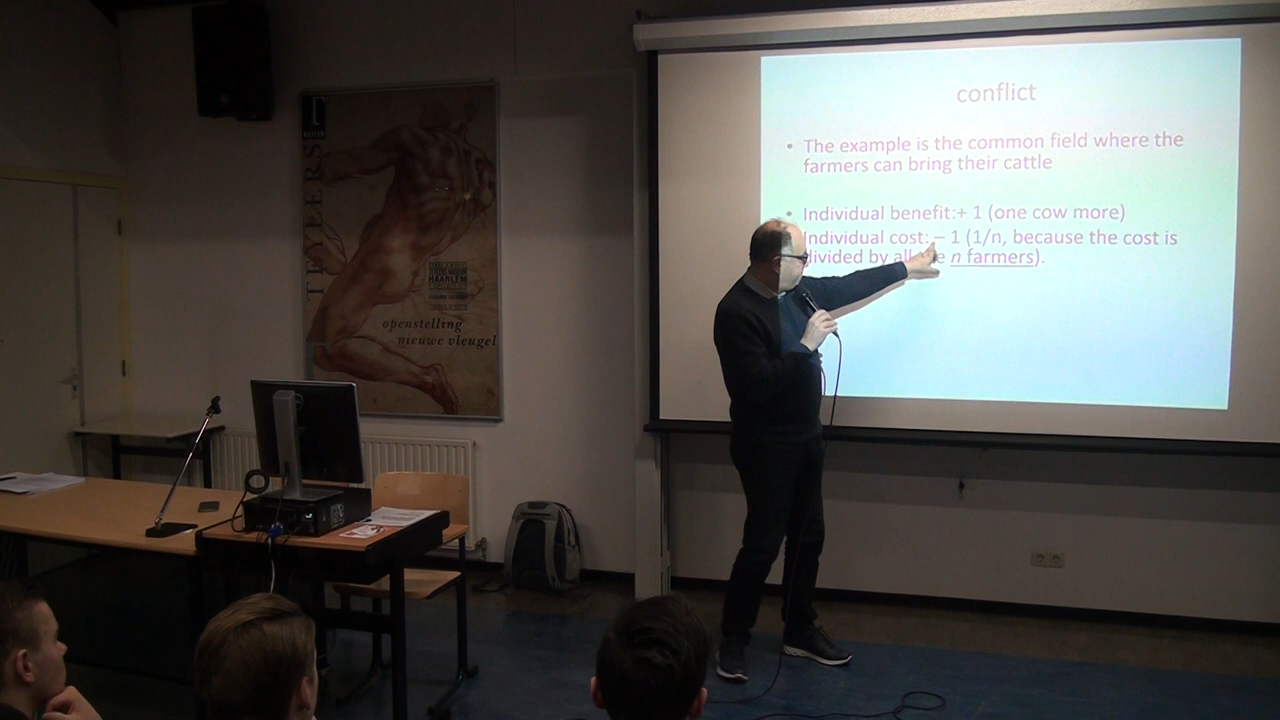 conflict
• The example is the common field where the
farmers can bring their cattle
• Individual benefit:+ 1 (one cow more)
Individual cost: – 1 (1/n, because the cost is
divided by all the n farmers).
T
TEYLERS
HAARLEM
openstelling
nieuwe vleugel